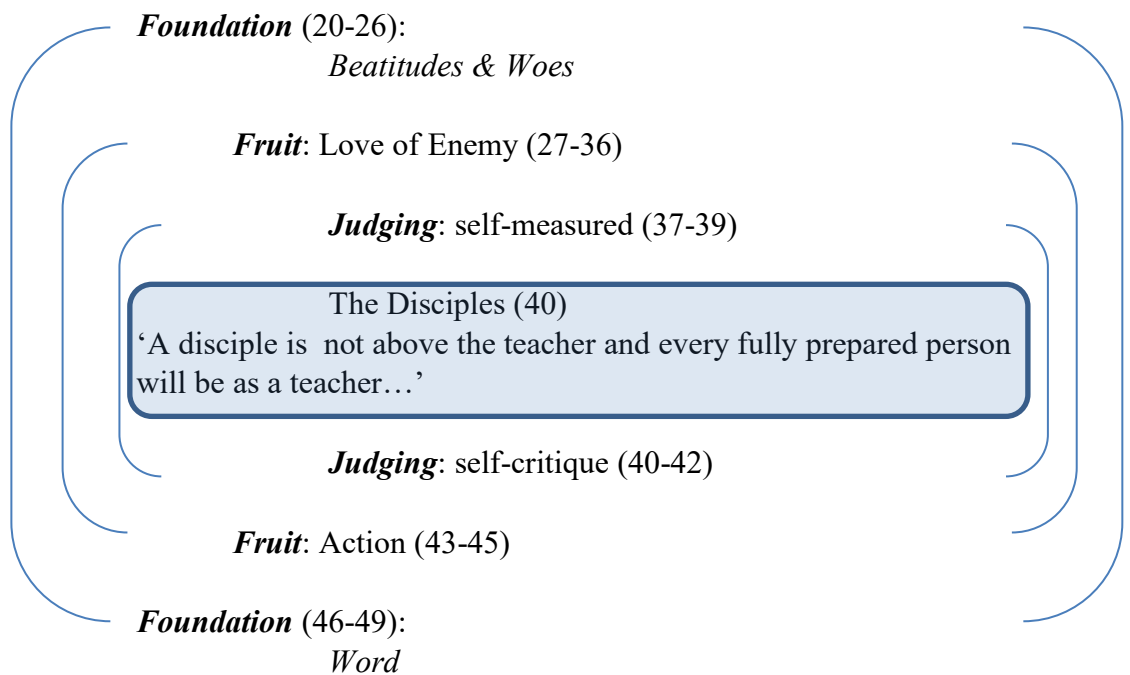 Foundation (20-26):
Beatitudes & Woes
Fruit: Love of Enemy (27-36)
Judging: self-measured (37-39)
The Disciples (40)
‘A disciple is  not above the teacher and every fully prepared person
will be as a teacher…’
Judging: self-critique (40-42)
Fruit: Action (43-45)
Foundation (46-49):
Word